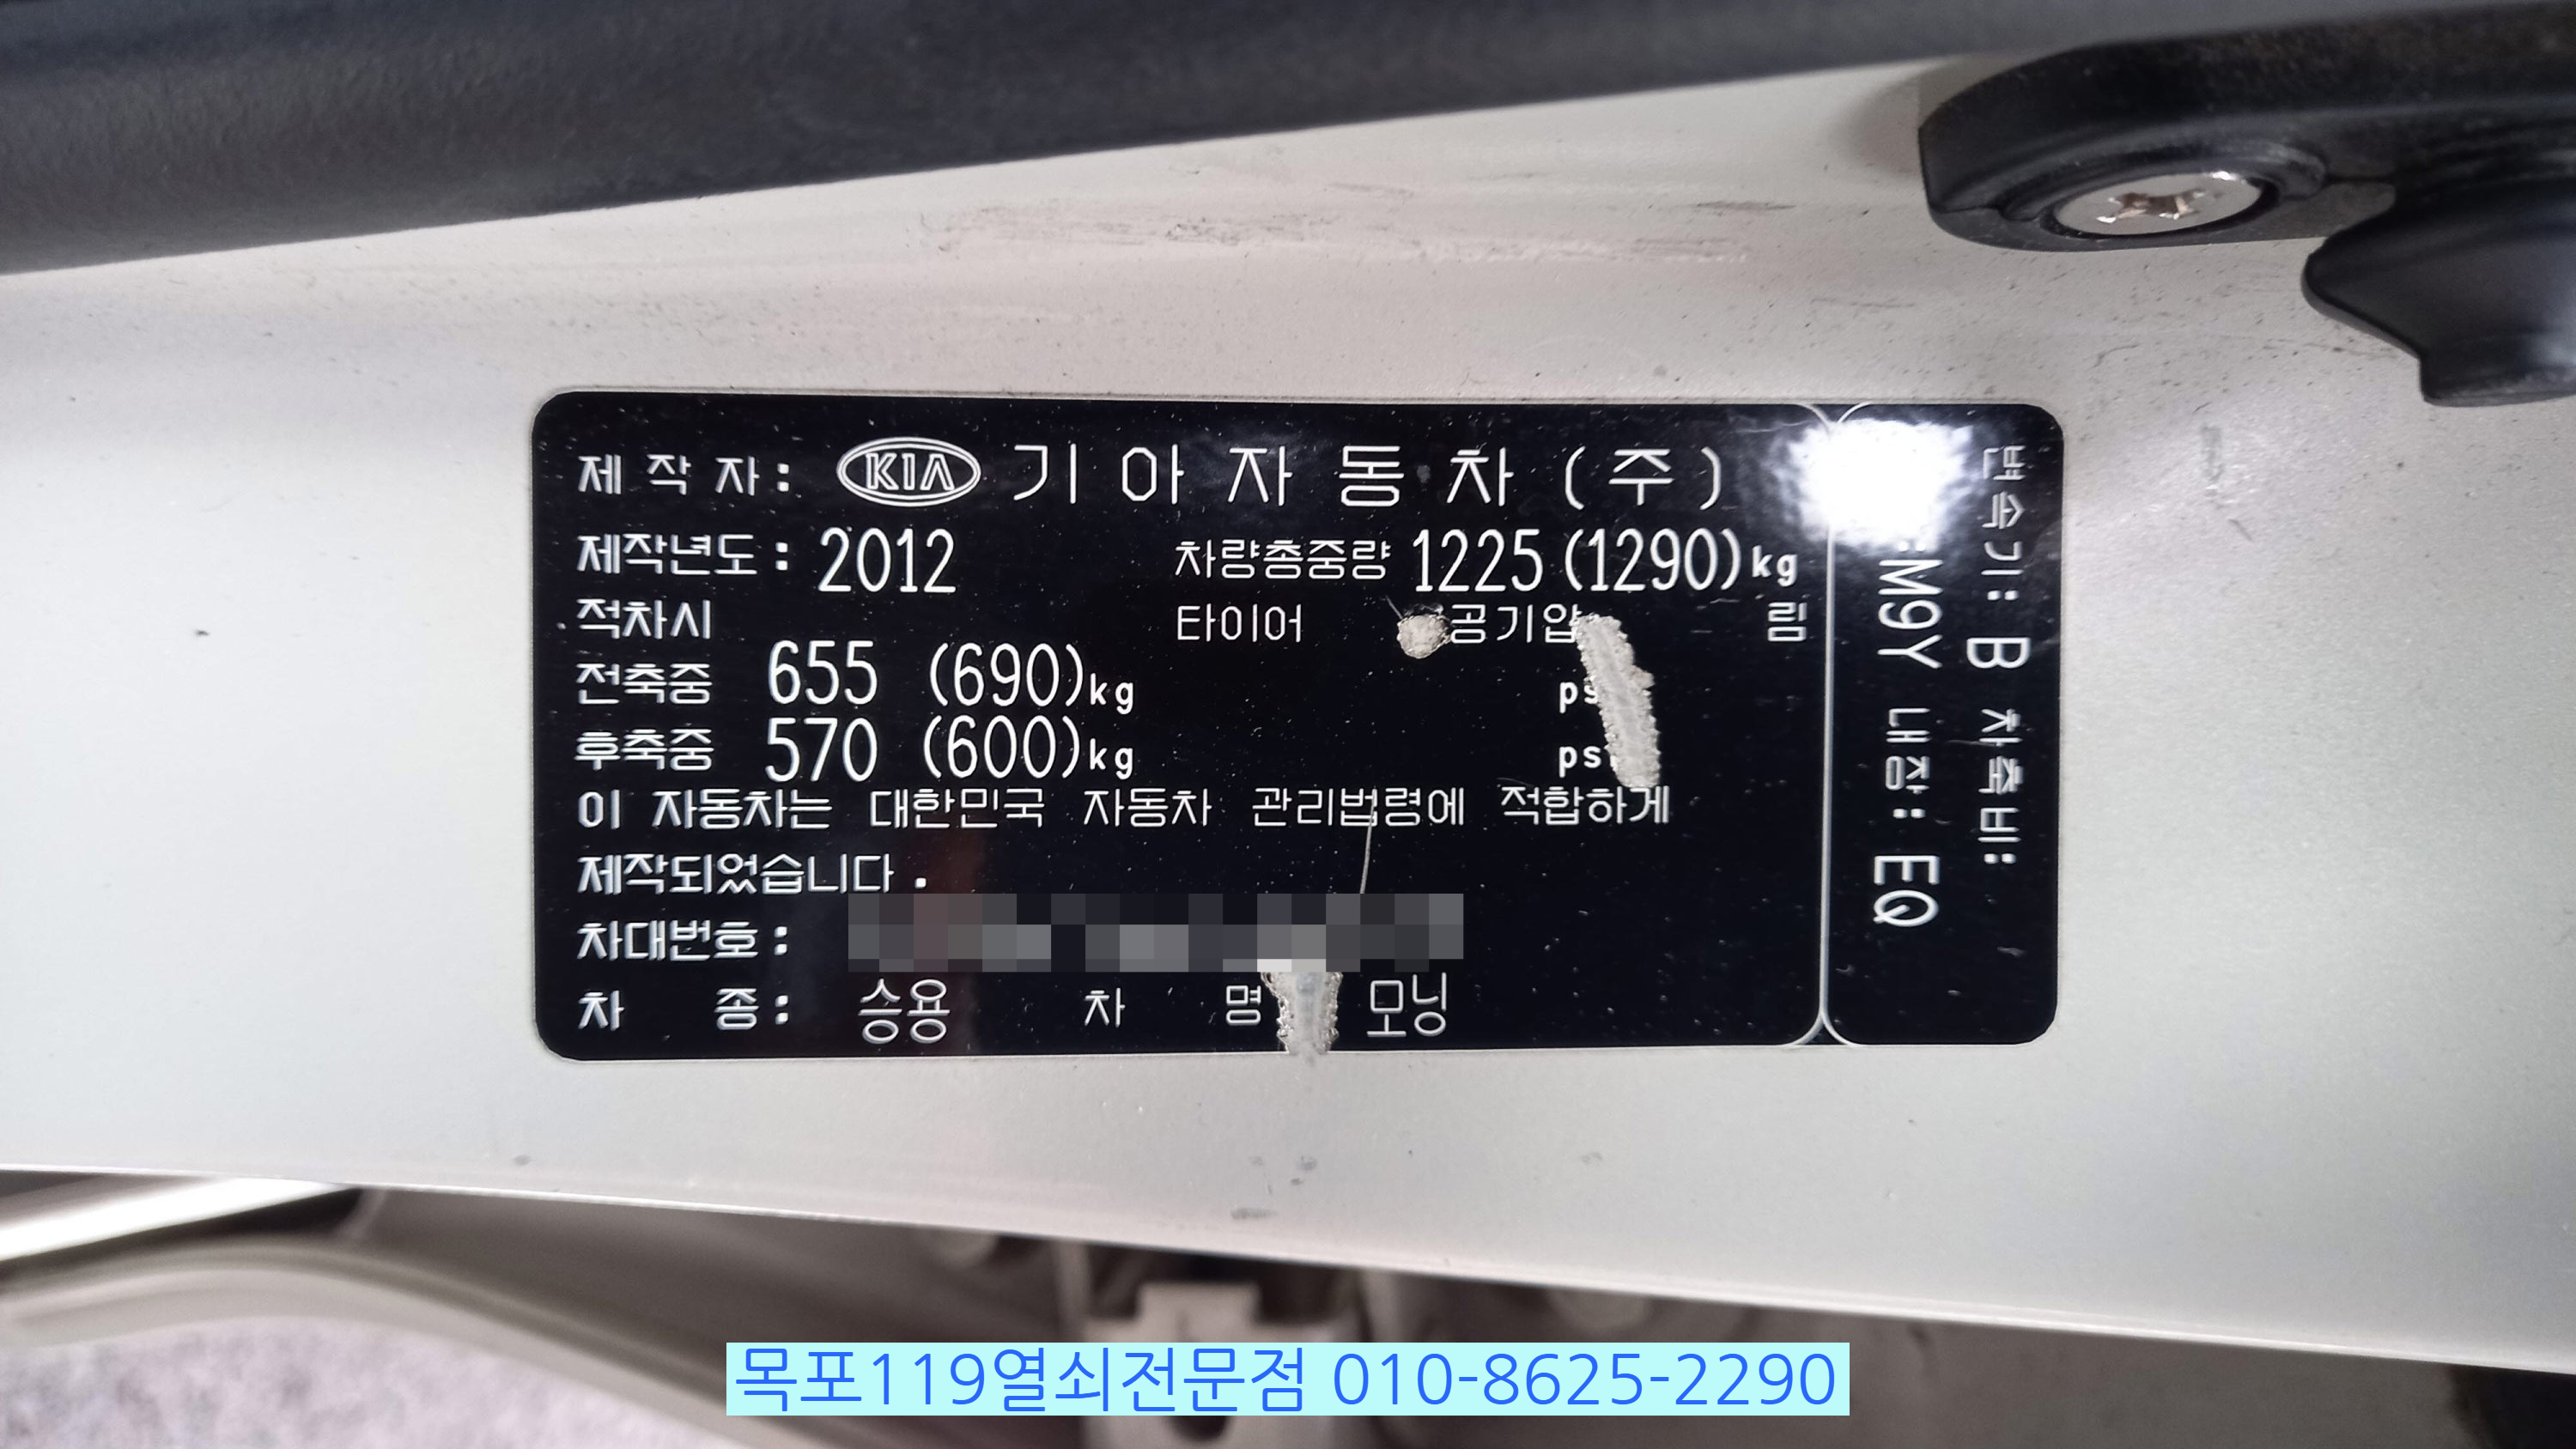 제 작 자: KIA 기 아 자 동 차 (주)
제작년도: 2012 차량총중량 1225 (1290)kg
적차시 타이어 공기압 림
전축중 655 (690)kg
후축중 570 (600)kg
이 자동차는 대한민국 자동차 관리법령에 적합하게
제작되었습니다.
차대번호:
차 종: 승용 차 명 모닝
변속기: B 차축비:
:M9Y 내장: EQ
목포119열쇠전문점 010-8625-2290